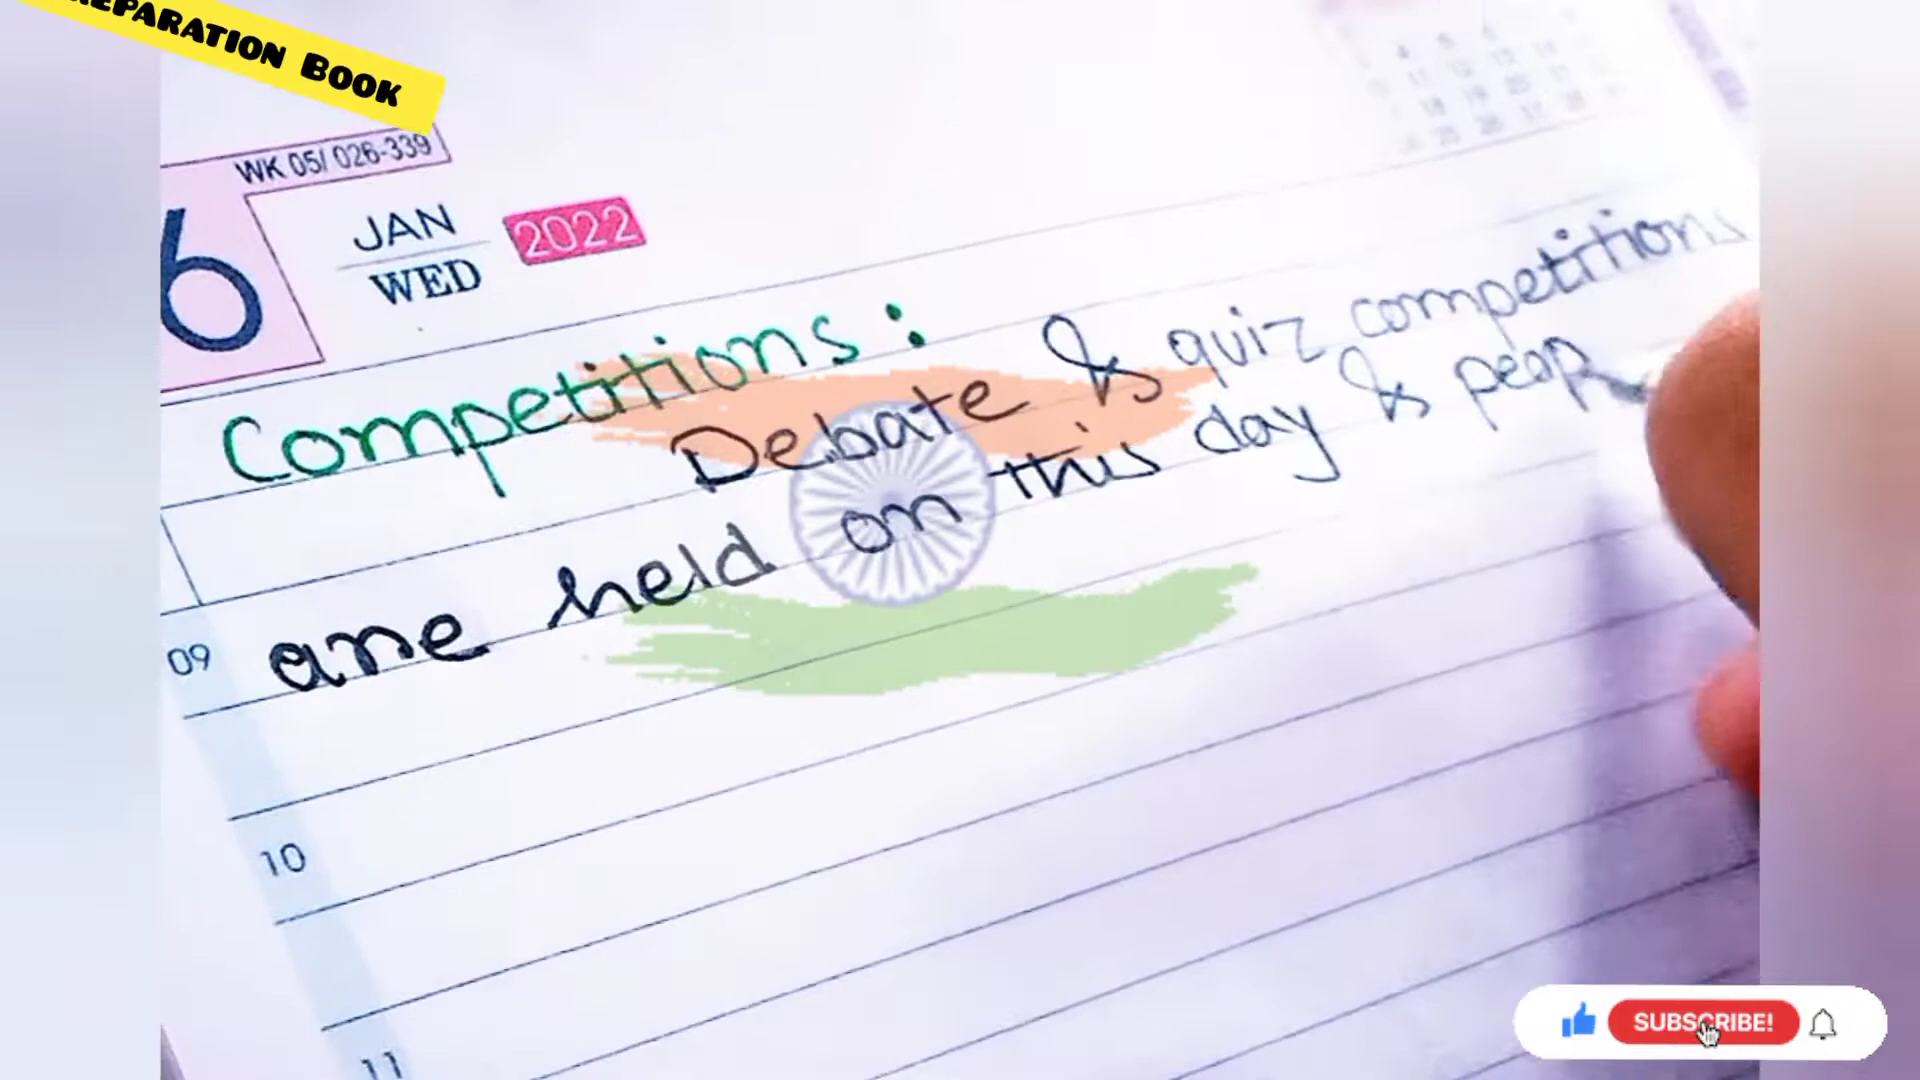 REPARATION BOOK
WK 05/ 026-339
6
JAN
WED
2022
Competitions:
Debate & quiz competitions
are held on this day & peop
09
10
11
SUBSCRIBE!